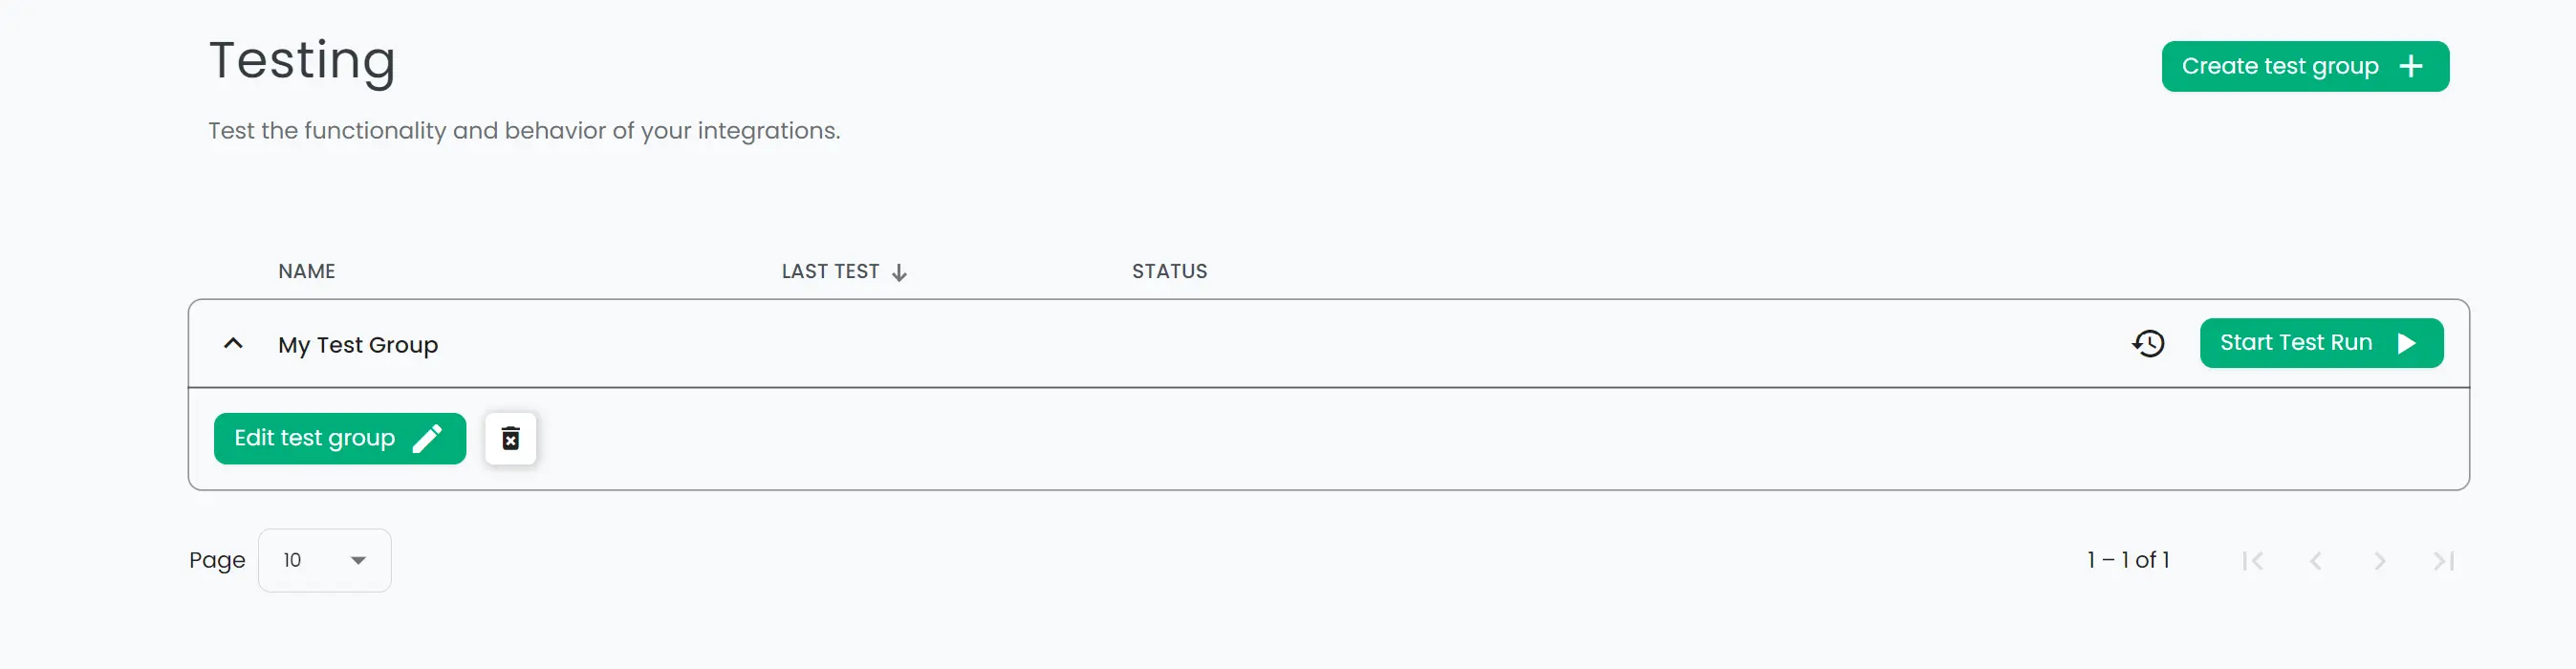 Testing
Create test group
Test the functionality and behavior of your integrations.
NAME LAST TEST STATUS
My Test Group
Start Test Run
Edit test group
Page 10
1 – 1 of 1